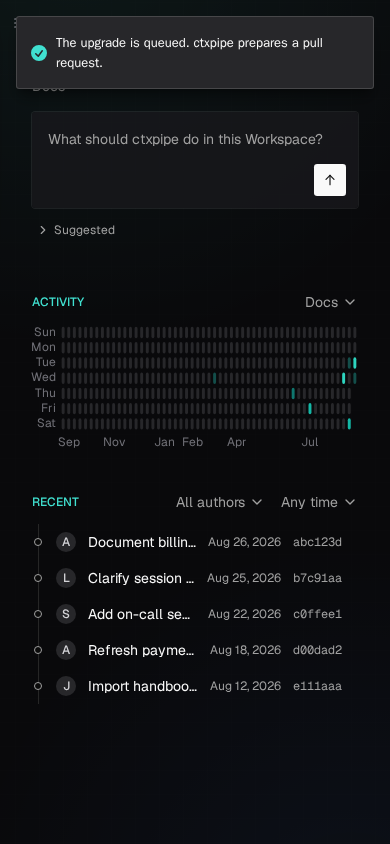 The upgrade is queued. ctxpipe prepares a pull
request.
Docs
What should ctxpipe do in this Workspace?
Suggested
ACTIVITY
Docs
Sun
Mon
Tue
Wed
Thu
Fri
Sat
Sep Nov Jan Feb Apr Jul
RECENT
All authors
Any time
A Document billin... Aug 26, 2026 abc123d
L Clarify session ... Aug 25, 2026 b7c91aa
S Add on-call se... Aug 22, 2026 c0ffee1
A Refresh payme... Aug 18, 2026 d00dad2
J Import handboo... Aug 12, 2026 e111aaa